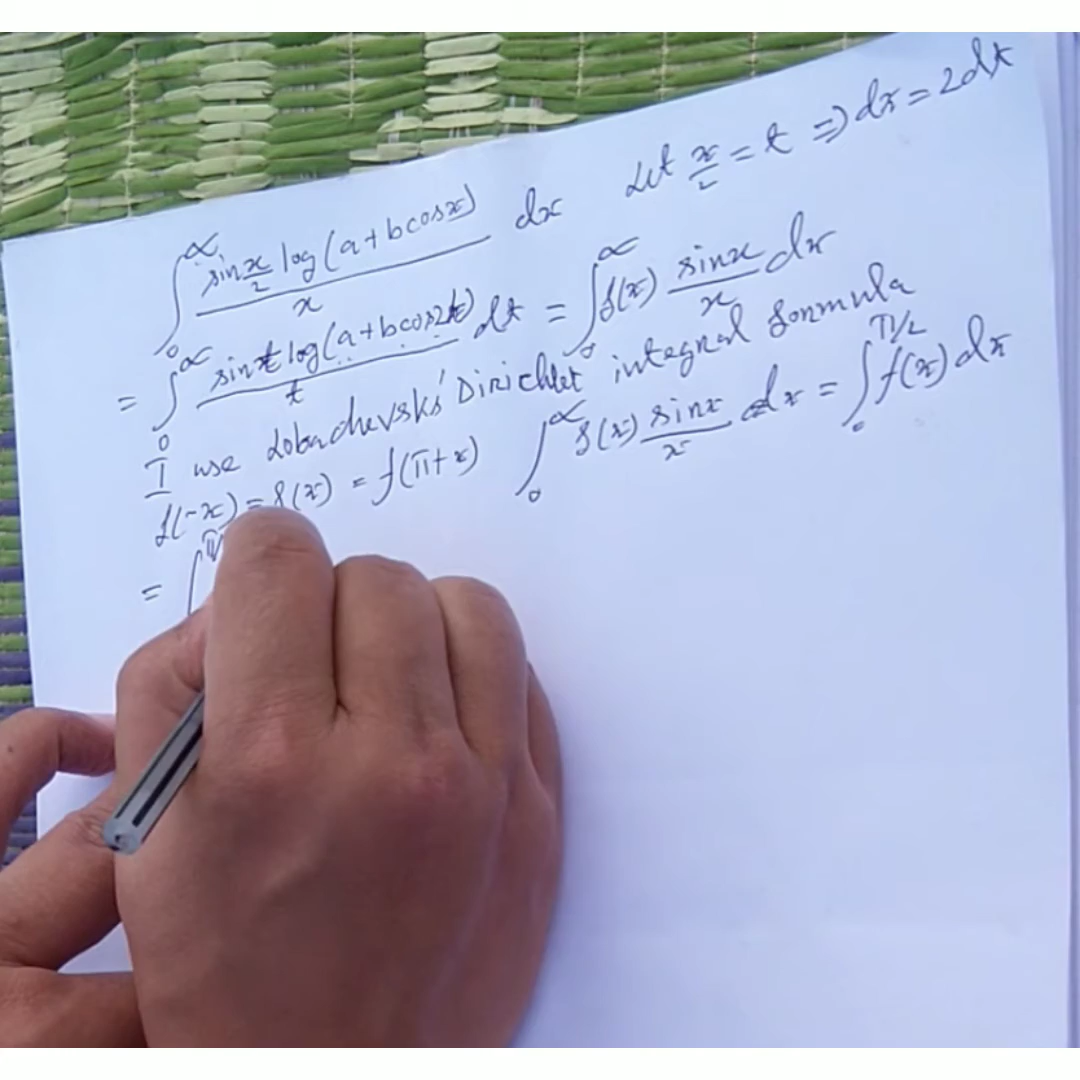 ∫₀^∞ sin x/2 log(a+bcosx) / x dx Let x/2 = t ⇒ dx = 2dt
= ∫₀^∞ sint log(a+bcos2t) / t dt = ∫₀^∞ f(x) sinx/x dx
I use Lobachevski's Dirichlet integral formula
f(-x) = f(x) = f(π+x) ∫₀^∞ f(x) sinx/x dx = ∫₀^π/2 f(x) dx
= ∫